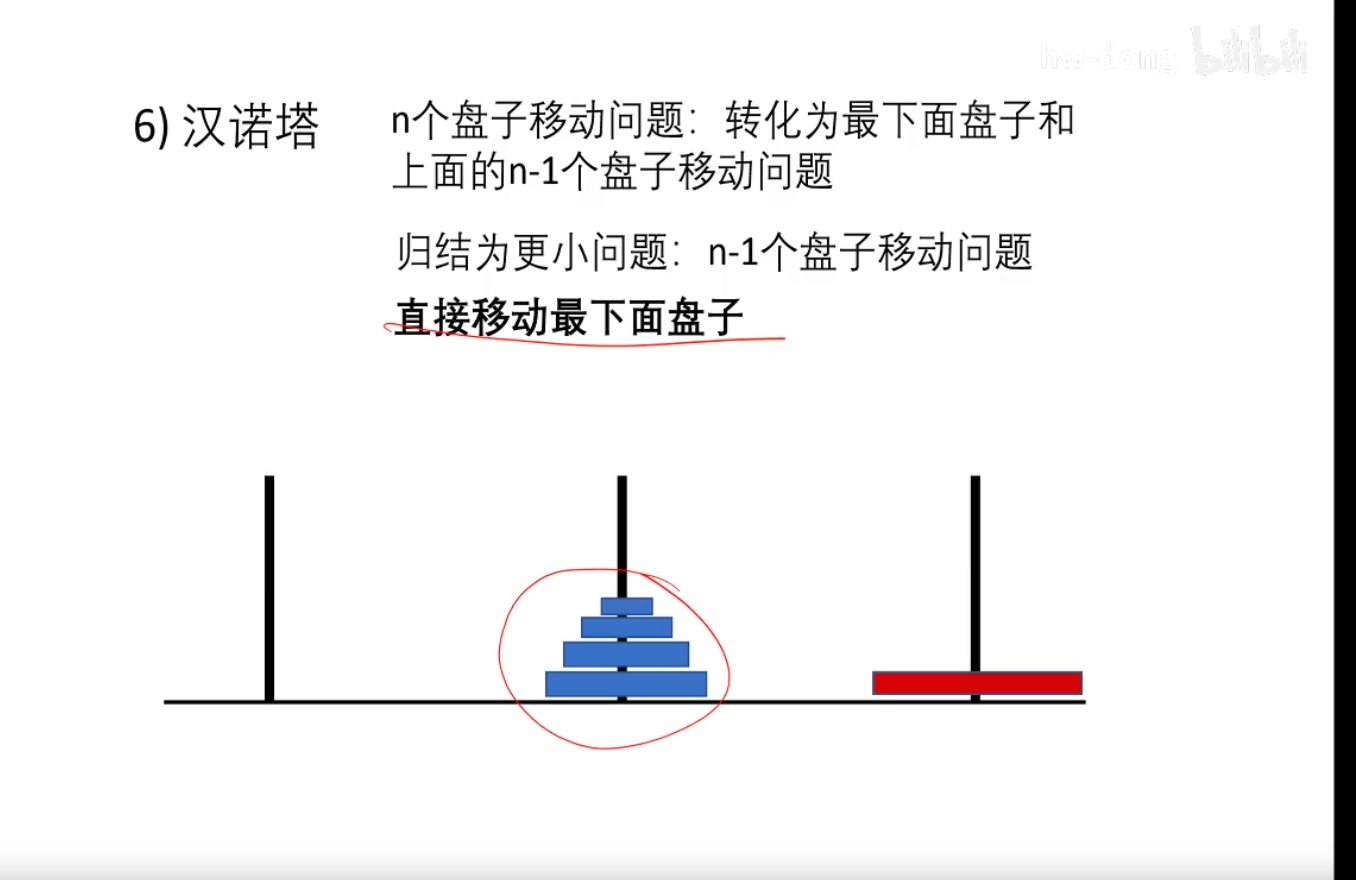 hw-dong bilibili
6) 汉诺塔
n个盘子移动问题：转化为最下面盘子和
上面的n-1个盘子移动问题
归结为更小问题：n-1个盘子移动问题
直接移动最下面盘子